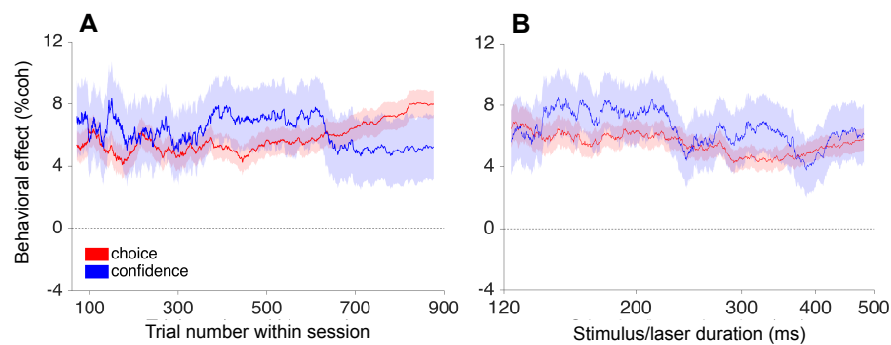 A
B
Behavioral effect (%coh)
12
8
4
0
-4
choice
confidence
100
300
500
700
900
Trial number within session
12
8
4
0
-4
120
200
300
400
500
Stimulus/laser duration (ms)